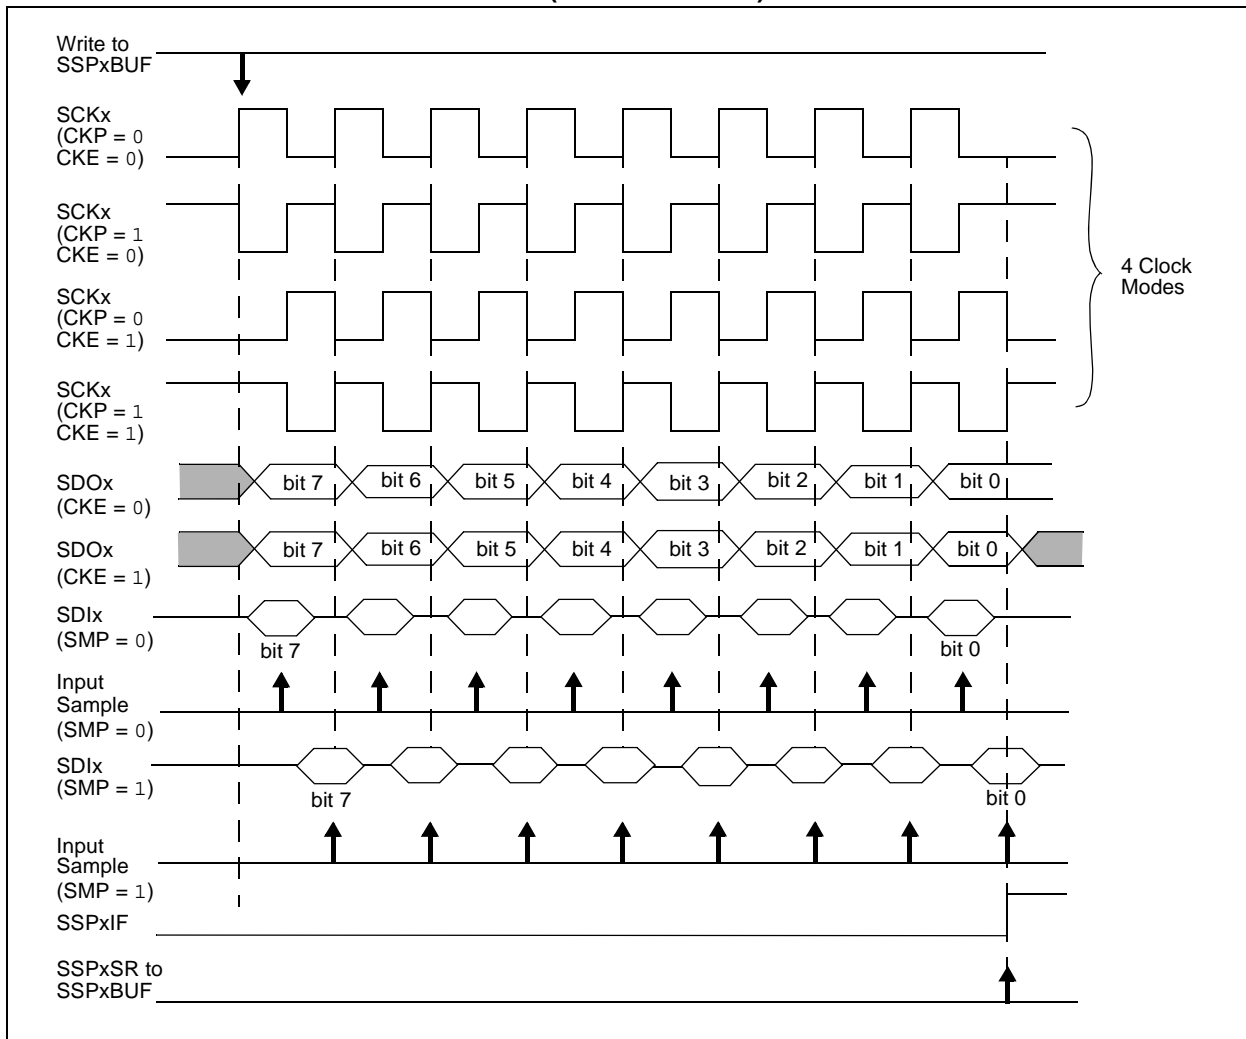 Write to
SSPxBUF
SCKx
(CKP = 0
CKE = 0)
SCKx
(CKP = 1
CKE = 0)
SCKx
(CKP = 0
CKE = 1)
SCKx
(CKP = 1
CKE = 1)
4 Clock
Modes
SDOx
(CKE = 0)
bit 7 bit 6 bit 5 bit 4 bit 3 bit 2 bit 1 bit 0
SDOx
(CKE = 1)
bit 7 bit 6 bit 5 bit 4 bit 3 bit 2 bit 1 bit 0
SDIx
(SMP = 0)
bit 7 bit 0
Input
Sample
(SMP = 0)
SDIx
(SMP = 1)
bit 7 bit 0
Input
Sample
(SMP = 1)
SSPxIF
SSPxSR to
SSPxBUF